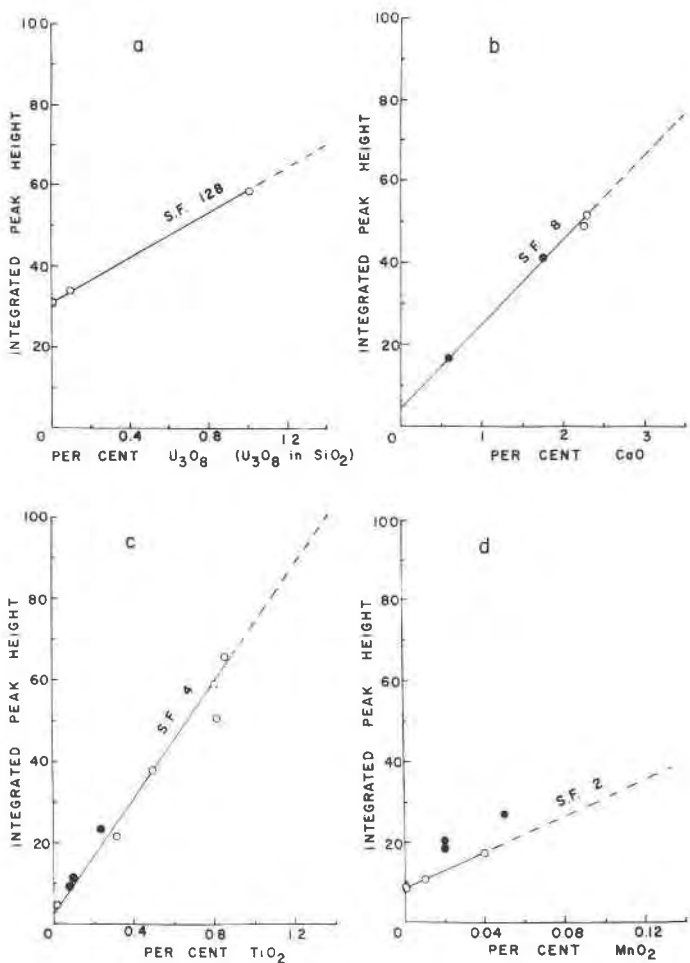 a
100
80
60
40
20
0
INTEGRATED PEAK HEIGHT
S.F. 128
0.4
0.8
1.2
PER CENT U3O8 (U3O8 in SiO2)
b
100
80
60
40
20
0
INTEGRATED PEAK HEIGHT
S.F. 8
1
2
3
PER CENT CaO
c
100
80
60
40
20
0
INTEGRATED PEAK HEIGHT
S.F. 4
0.4
0.8
1.2
PER CENT TiO2
d
100
80
60
40
20
0
INTEGRATED PEAK HEIGHT
S.F. 2
0.04
0.08
0.12
PER CENT MnO2